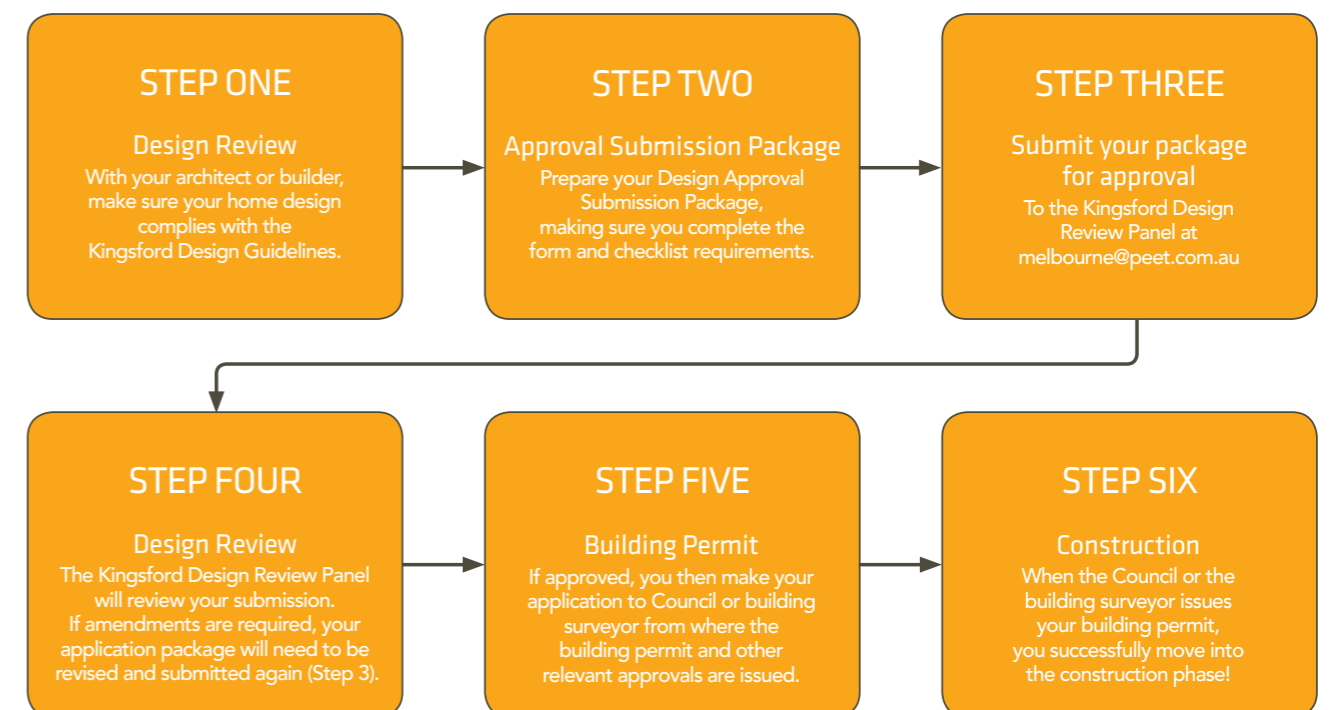 STEP ONE
Design Review
With your architect or builder,
make sure your home design
complies with the
Kingsford Design Guidelines.
STEP TWO
Approval Submission Package
Prepare your Design Approval
Submission Package,
making sure you complete the
form and checklist requirements.
STEP THREE
Submit your package
for approval
To the Kingsford Design
Review Panel at
melbourne@peet.com.au
STEP FOUR
Design Review
The Kingsford Design Review Panel
will review your submission.
If amendments are required, your
application package will need to be
revised and submitted again (Step 3).
STEP FIVE
Building Permit
If approved, you then make your
application to Council or building
surveyor from where the
building permit and other
relevant approvals are issued.
STEP SIX
Construction
When the Council or the
building surveyor issues
your building permit,
you successfully move into
the construction phase!